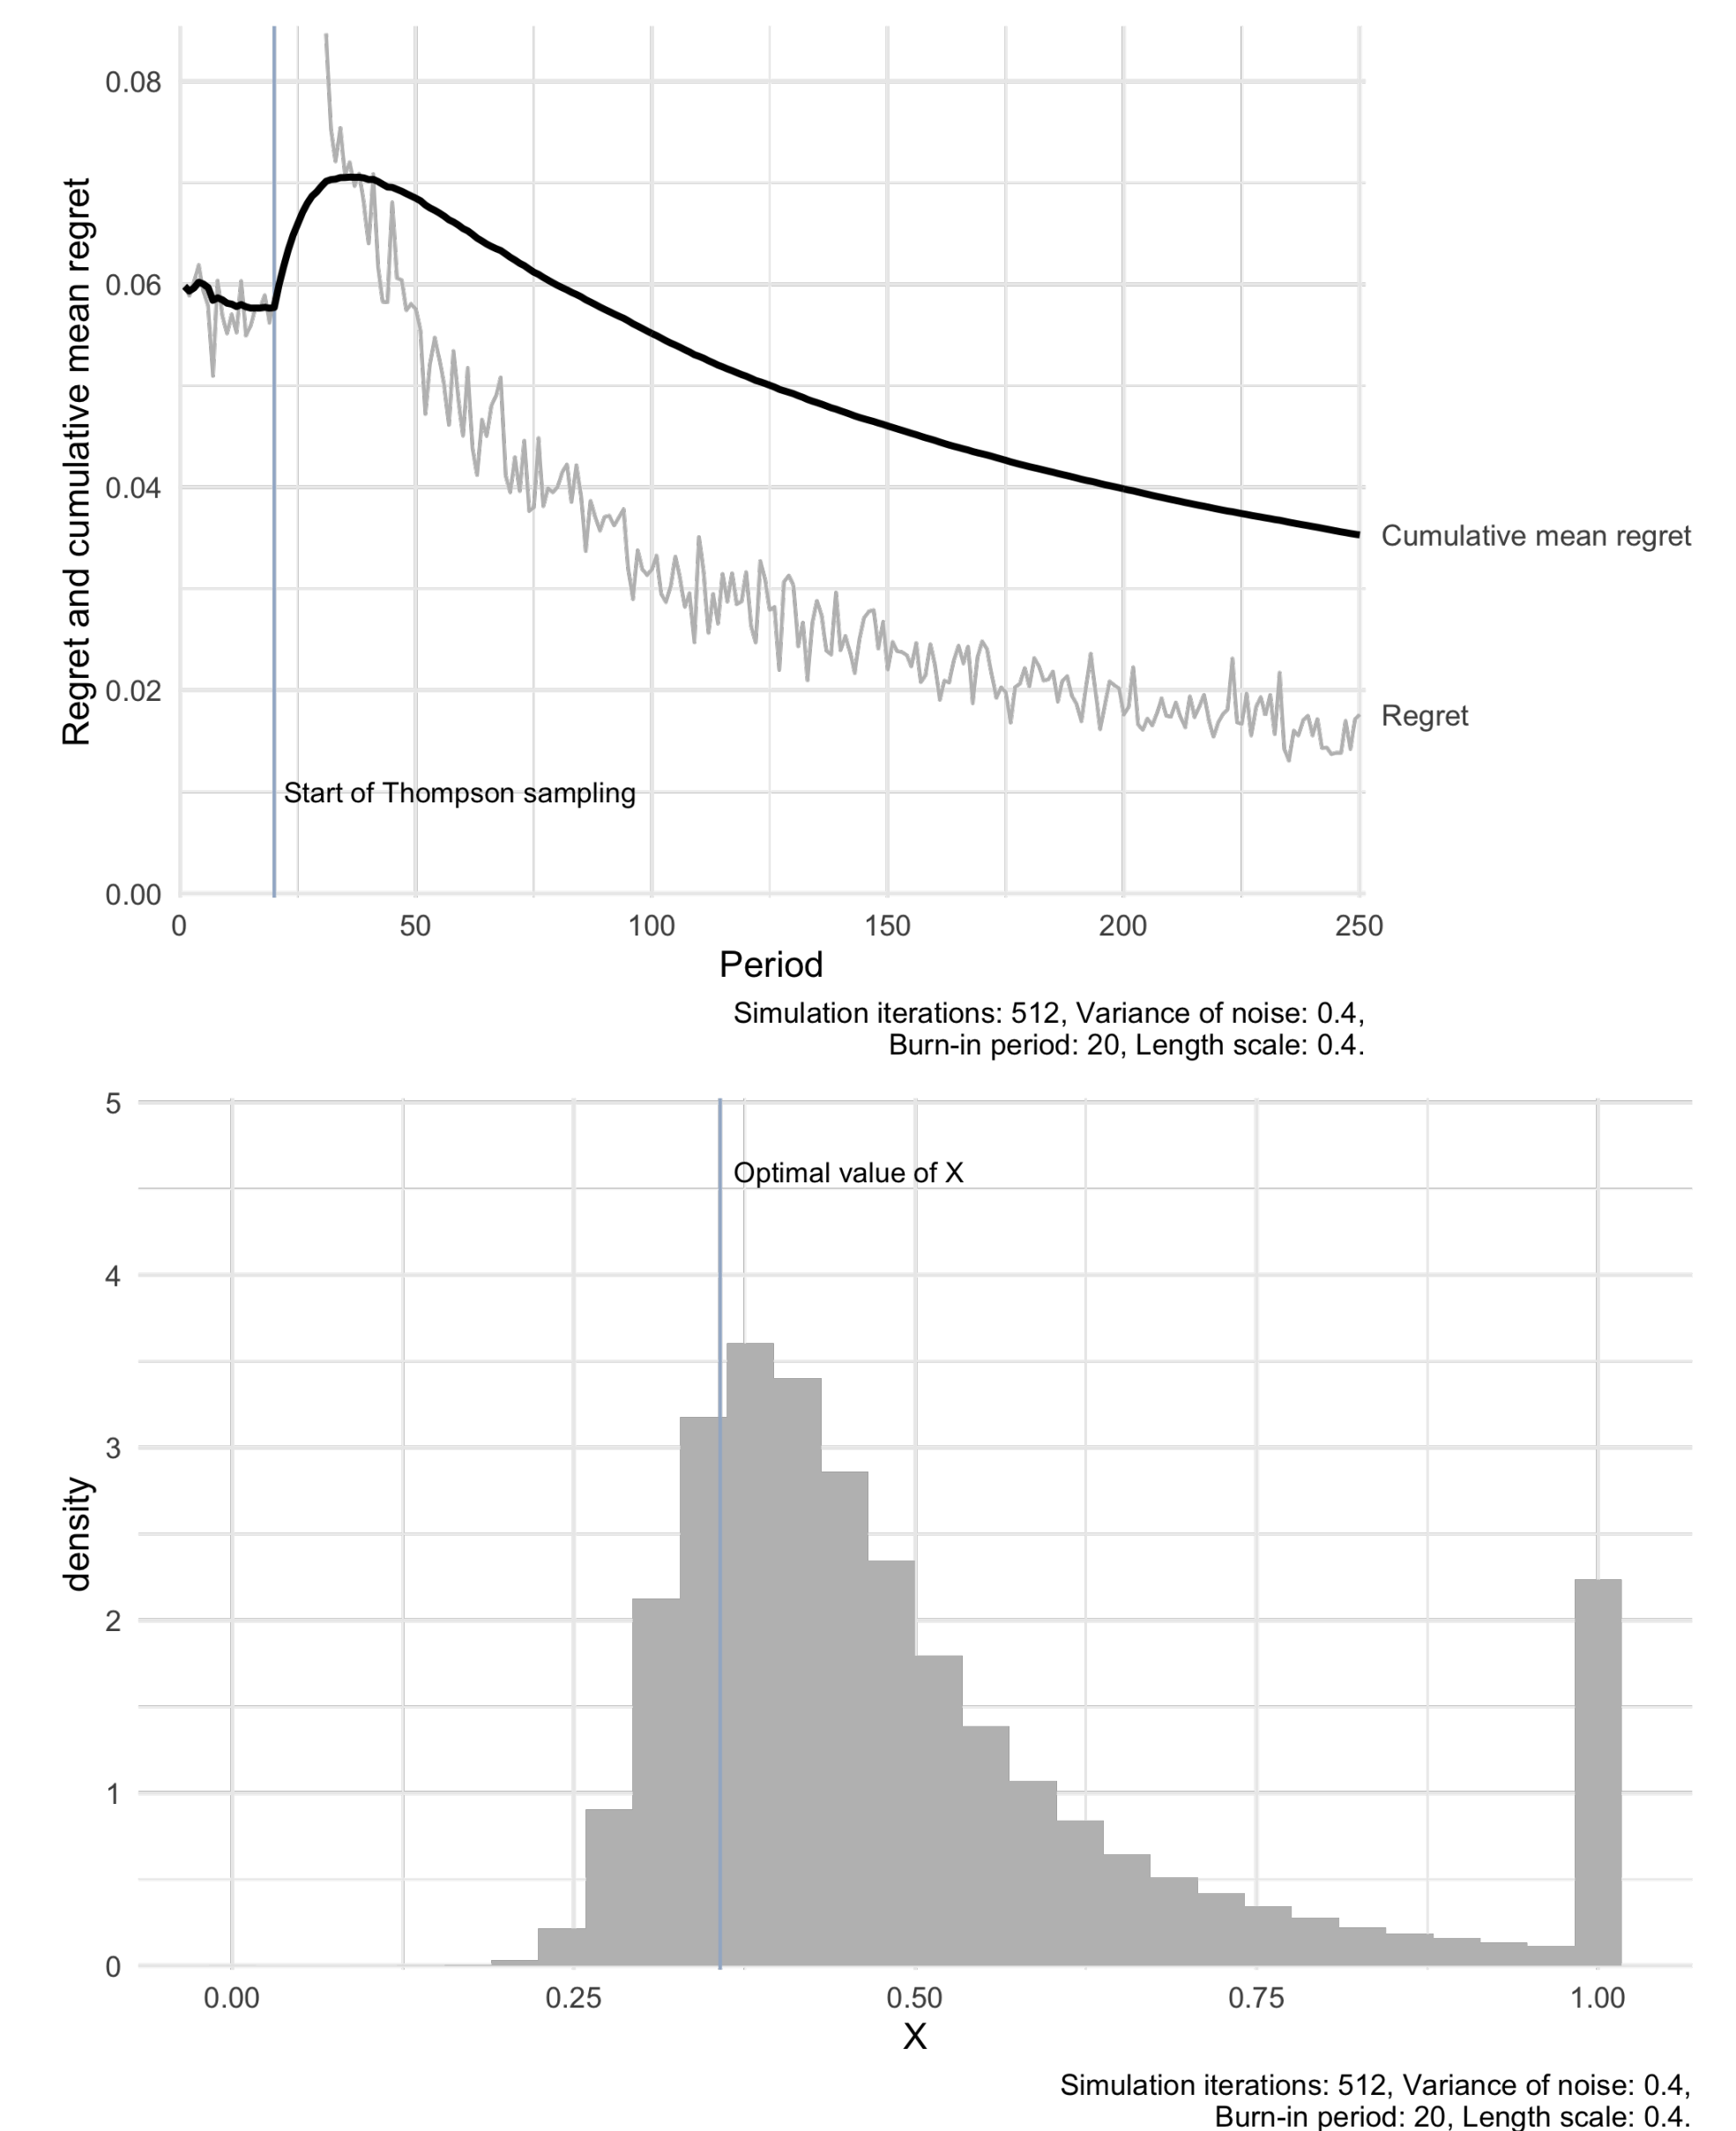 Regret and cumulative mean regret
0.08
0.06
0.04
0.02
0.00
Cumulative mean regret
Regret
Start of Thompson sampling
0 50 100 150 200 250
Period
Simulation iterations: 512, Variance of noise: 0.4,
Burn-in period: 20, Length scale: 0.4.
density
5
4
3
2
1
0
Optimal value of X
0.00 0.25 0.50 0.75 1.00
X
Simulation iterations: 512, Variance of noise: 0.4,
Burn-in period: 20, Length scale: 0.4.